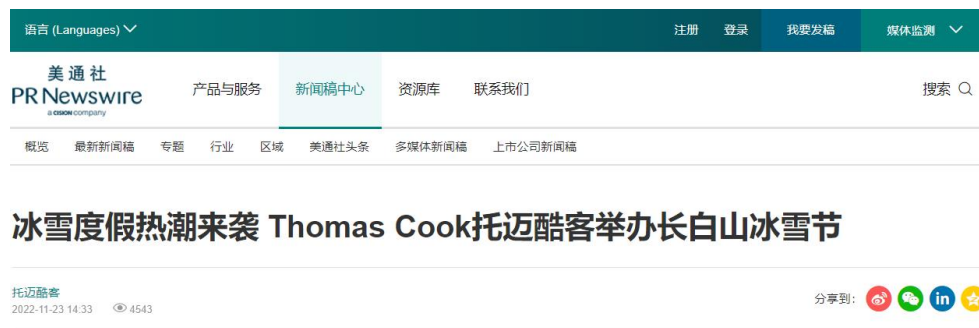 语言 (Languages)
注册 登录 我要发稿 媒体监测
美通社
PR Newswire
a CISION company
产品与服务 新闻稿中心 资源库 联系我们 搜索
概览 最新新闻稿 专题 行业 区域 美通社头条 多媒体新闻稿 上市公司新闻稿
冰雪度假热潮来袭 Thomas Cook托迈酷客举办长白山冰雪节
托迈酷客
2022-11-23 14:33 4543
分享到: in